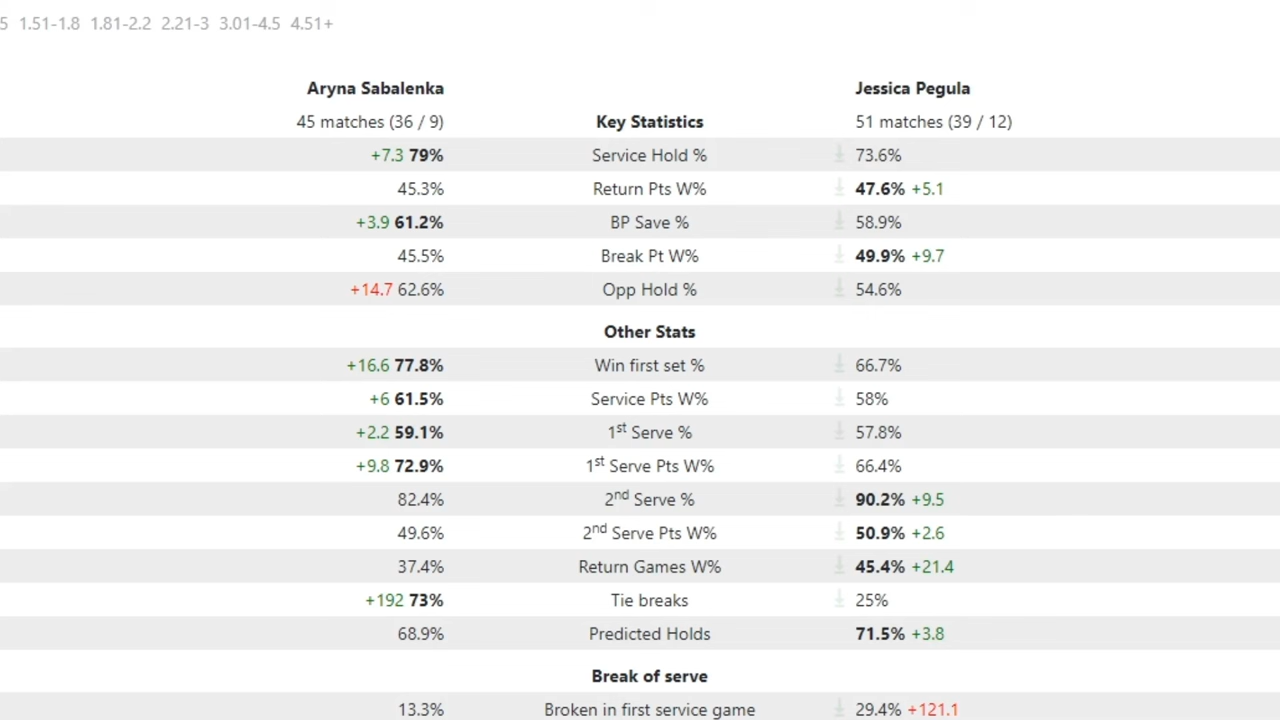 5 1.51-1.8 1.81-2.2 2.21-3 3.01-4.5 4.51+
Aryna Sabalenka Jessica Pegula
45 matches (36 / 9) Key Statistics 51 matches (39 / 12)
+7.3 79% Service Hold % 73.6%
45.3% Return Pts W% 47.6% +5.1
+3.9 61.2% BP Save % 58.9%
45.5% Break Pt W% 49.9% +9.7
+14.7 62.6% Opp Hold % 54.6%
Other Stats
+16.6 77.8% Win first set % 66.7%
+6 61.5% Service Pts W% 58%
+2.2 59.1% 1st Serve % 57.8%
+9.8 72.9% 1st Serve Pts W% 66.4%
82.4% 2nd Serve % 90.2% +9.5
49.6% 2nd Serve Pts W% 50.9% +2.6
37.4% Return Games W% 45.4% +21.4
+192 73% Tie breaks 25%
68.9% Predicted Holds 71.5% +3.8
Break of serve
13.3% Broken in first service game 29.4% +121.1